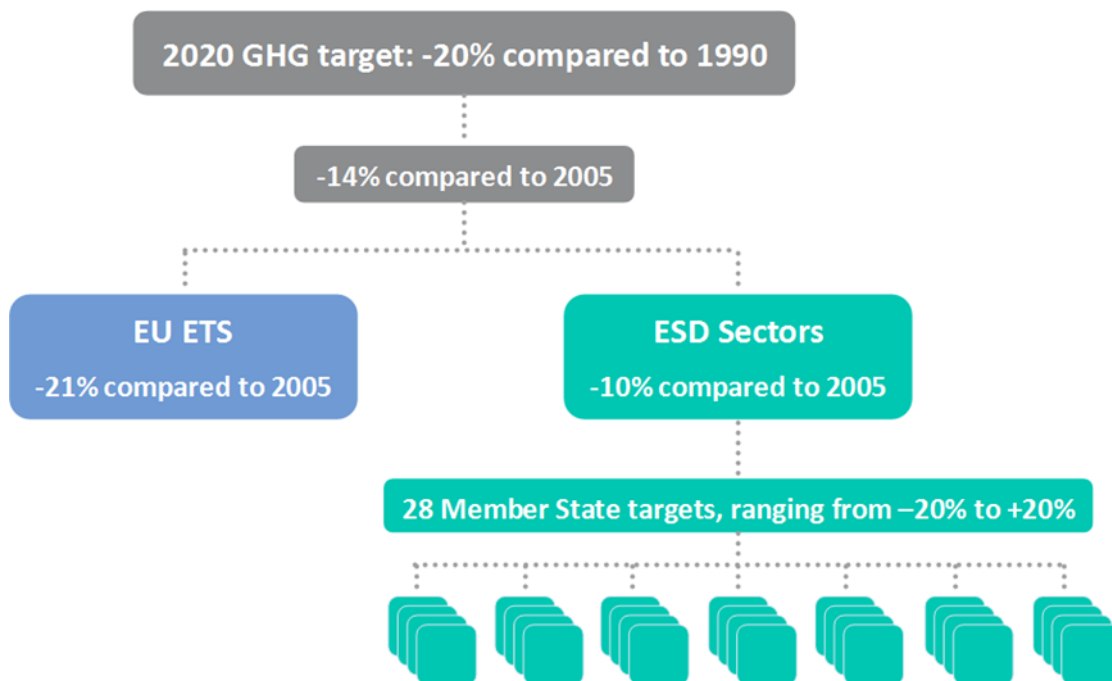 2020 GHG target: -20% compared to 1990
-14% compared to 2005
EU ETS
-21% compared to 2005
ESD Sectors
-10% compared to 2005
28 Member State targets, ranging from –20% to +20%